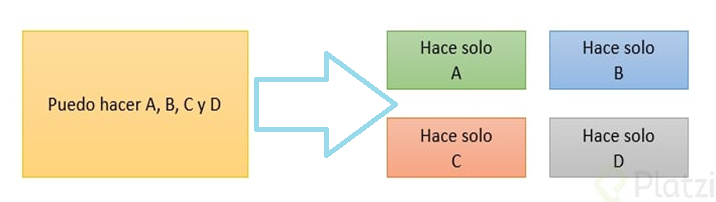 Puedo hacer A, B, C y D
Hace solo
A
Hace solo
B
Hace solo
C
Hace solo
D
Platzi